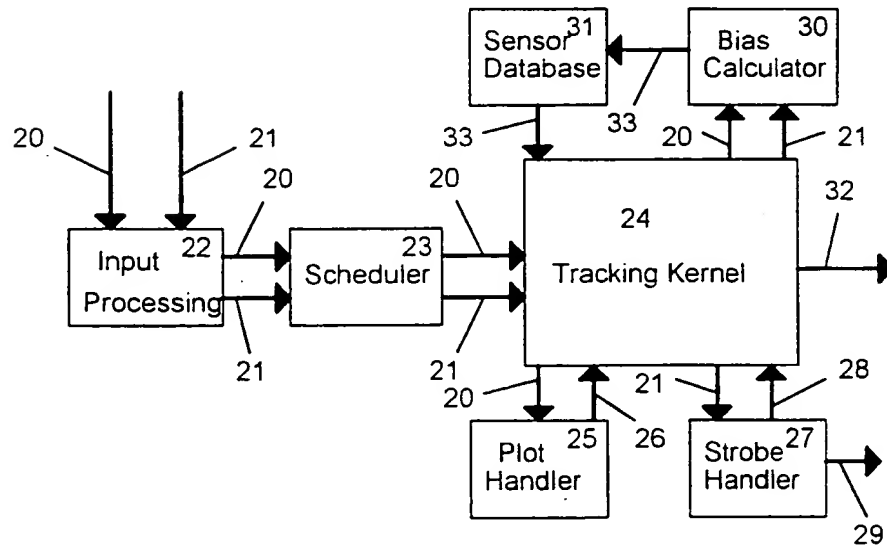 31
Sensor
Database
30
Bias
Calculator
33
33
20
21
20
21
20
20
22
Input
Processing
23
Scheduler
24
Tracking Kernel
32
21
21
20
26
21
28
25
Plot
Handler
27
Strobe
Handler
29